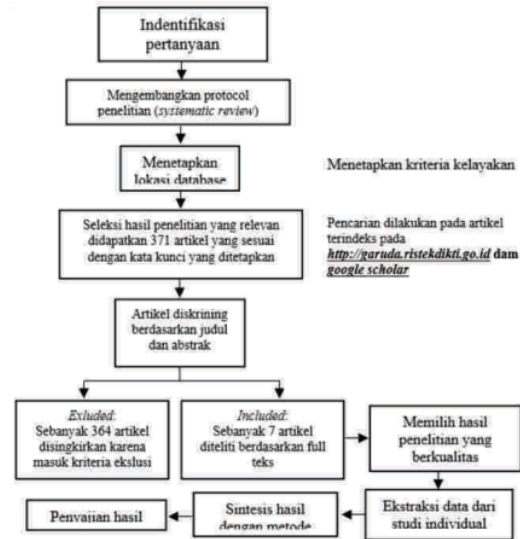 Indentifikasi
pertanyaan
Mengembangkan protocol
penelitian (systematic review)
Menetapkan
lokasi database
Menetapkan kriteria kelayakan
Seleksi hasil penelitian yang relevan
didapatkan 371 artikel yang sesuai
dengan kata kunci yang ditetapkan
Pencarian dilakukan pada artikel
terindeks pada
http://garuda.ristekdikti.go.id dam
google scholar
Artikel diskrining
berdasarkan judul
dan abstrak
Exluded:
Sebanyak 364 artikel
disingkirkan karena
masuk kriteria ekslusi
Included:
Sebanyak 7 artikel
diteliti berdasarkan full
teks
Memilih hasil
penelitian yang
berkualitas
Ekstraksi data dari
studi individual
Sintesis hasil
dengan metode
Penyajian hasil